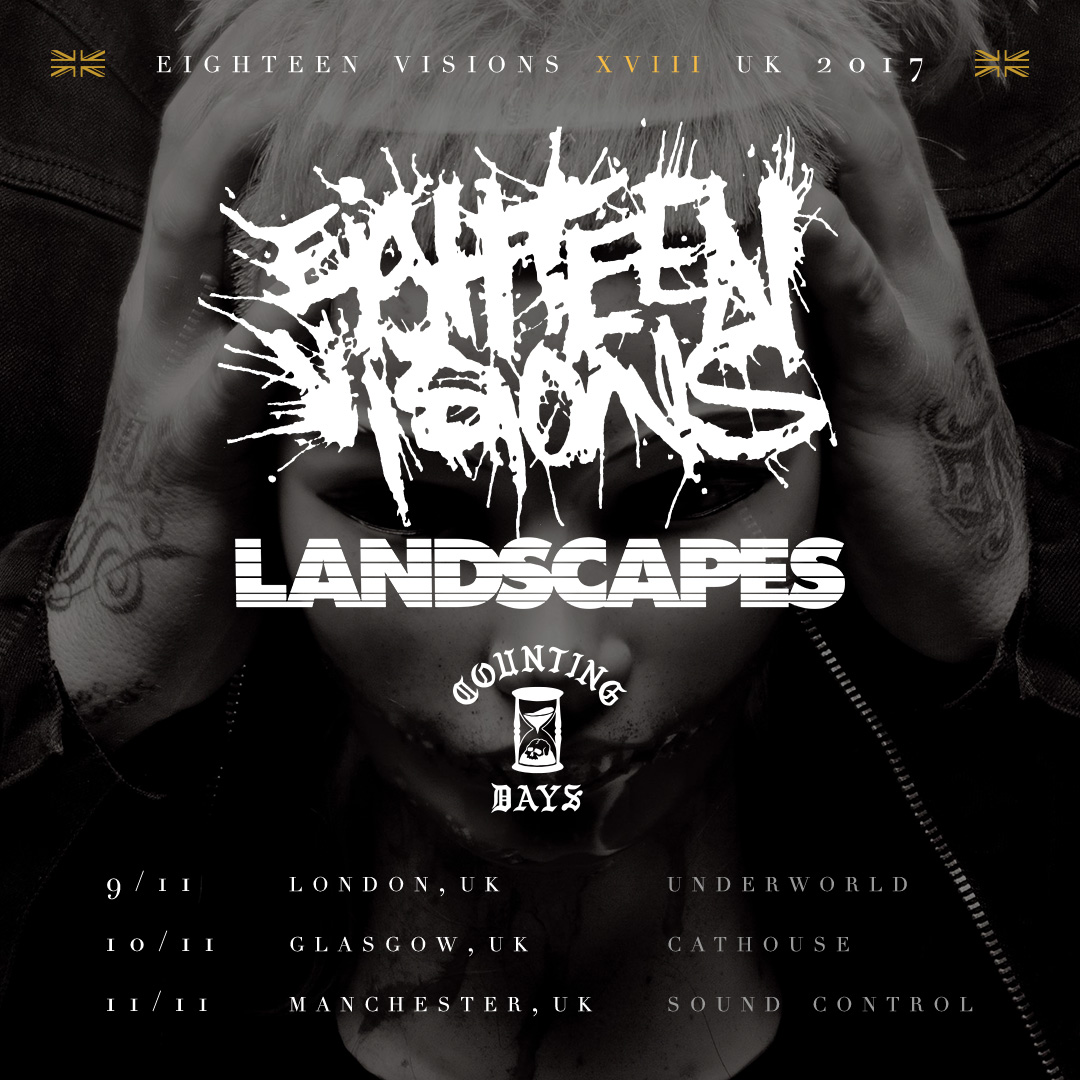 EIGHTEEN VISIONS XVIII UK 2017
EIGHTEEN
VISIONS
LANDSCAPES
COUNTING
DAYS
9/11 LONDON, UK UNDERWORLD
10/11 GLASGOW, UK CATHOUSE
11/11 MANCHESTER, UK SOUND CONTROL